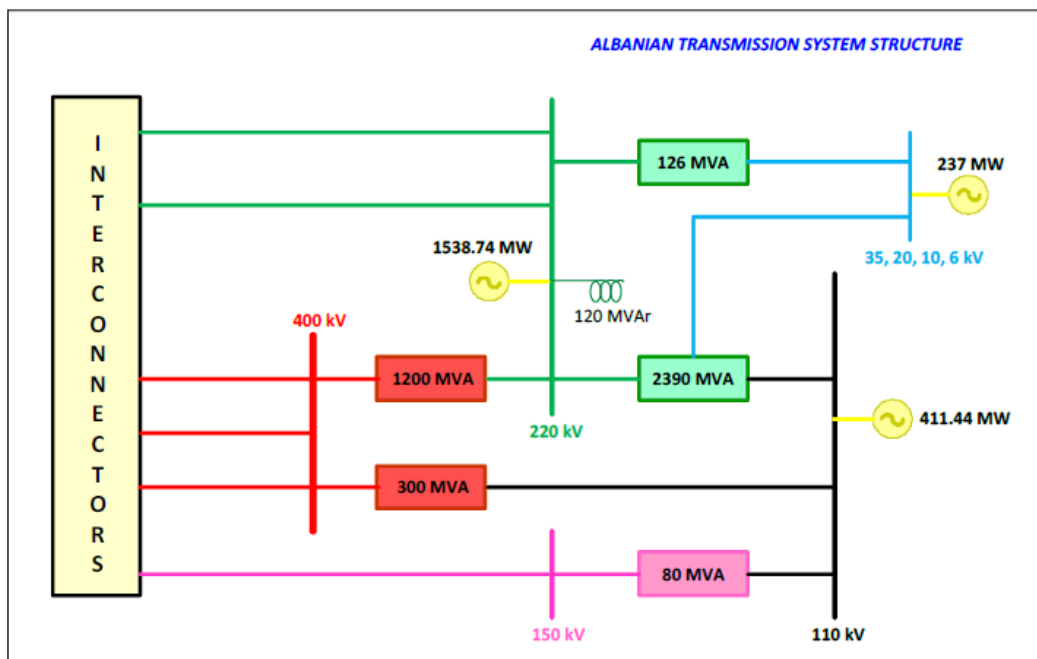 ALBANIAN TRANSMISSION SYSTEM STRUCTURE
INTERCONNECTORS
126 MVA
237 MW
35, 20, 10, 6 kV
1538.74 MW
120 MVAr
400 kV
1200 MVA
2390 MVA
220 kV
411.44 MW
300 MVA
80 MVA
150 kV
110 kV